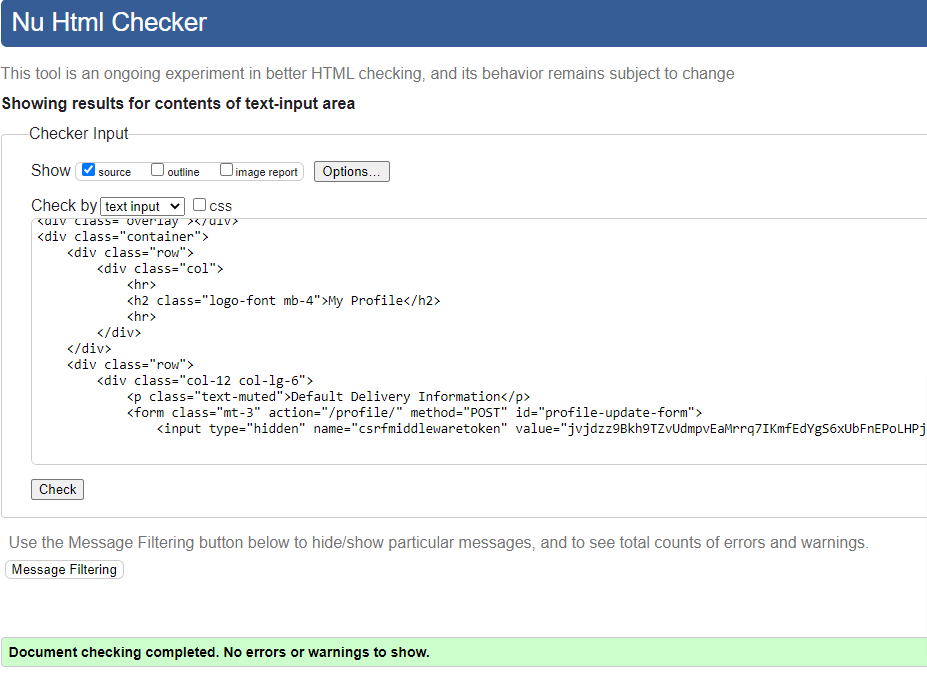 Nu Html Checker
This tool is an ongoing experiment in better HTML checking, and its behavior remains subject to change
Showing results for contents of text-input area
Checker Input
Show source outline image report Options...
Check by text input css
<div class="overlay"></div>
<div class="container">
<div class="row">
<div class="col">
<hr>
<h2 class="logo-font mb-4">My Profile</h2>
<hr>
</div>
</div>
<div class="row">
<div class="col-12 col-lg-6">
<p class="text-muted">Default Delivery Information</p>
<form class="mt-3" action="/profile/" method="POST" id="profile-update-form">
<input type="hidden" name="csrfmiddlewaretoken" value="jvjdzz9Bkh9TZvUdmpvEaMrrq7IKmfEdYgS6xUbFnEPoLHPj
Check
Use the Message Filtering button below to hide/show particular messages, and to see total counts of errors and warnings.
Message Filtering
Document checking completed. No errors or warnings to show.